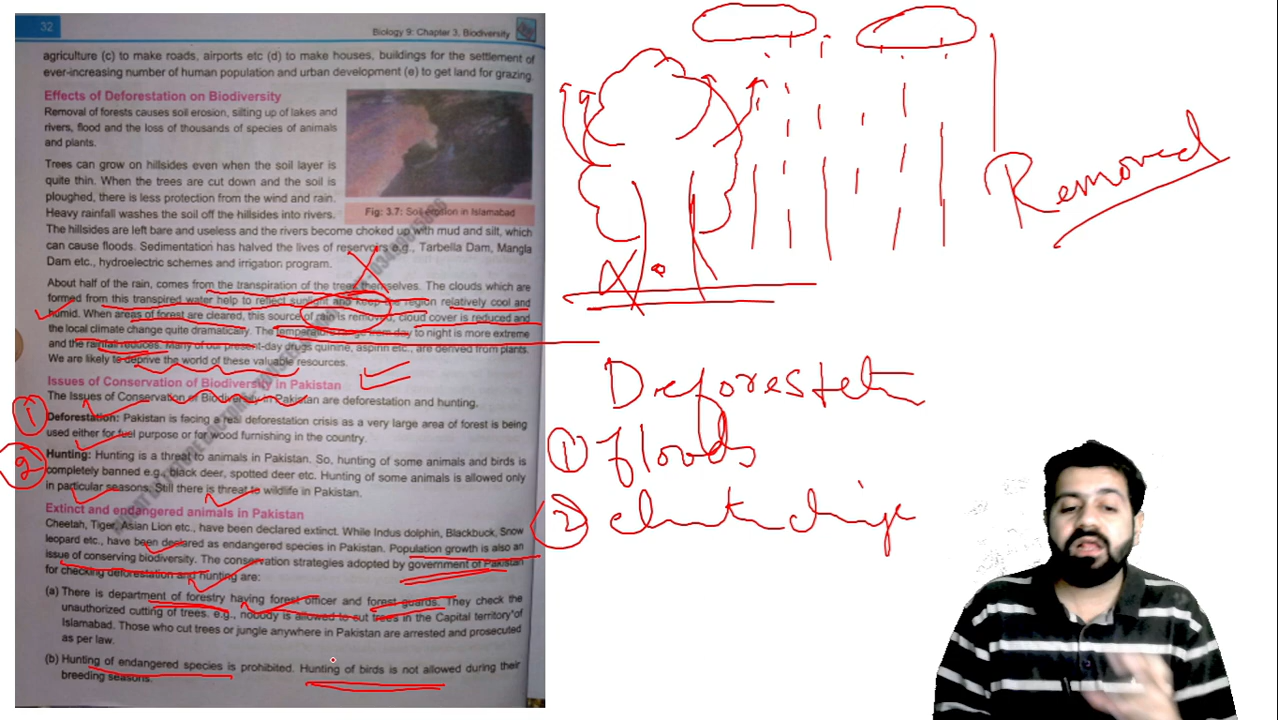 32
Biology 9: Chapter 3. Biodiversity
agriculture (c) to make roads, airports etc (d) to make houses, buildings for the settlement of
ever-increasing number of human population and urban development (e) to get land for grazing.
Effects of Deforestation on Biodiversity
Removal of forests causes soil erosion, silting up of lakes and
rivers, flood and the loss of thousands of species of animals
and plants.
Trees can grow on hillsides even when the soil layer is
quite thin. When the trees are cut down and the soil is
ploughed, there is less protection from the wind and rain.
Heavy rainfall washes the soil off the hillsides into rivers.
Fig: 3.7: Soil erosion in Islamabad
The hillsides are left bare and useless and the rivers become choked up with mud and silt, which
can cause floods. Sedimentation has halved the lives of reservoirs e.g., Tarbella Dam, Mangla
Dam etc., hydroelectric schemes and irrigation program.
About half of the rain, comes from the transpiration of the trees themselves. The clouds which are
formed from this transpired water help to reflect sunlight and keep the region relatively cool and
humid. When areas of forest are cleared, this source of rain is removed, cloud cover is reduced and
the local climate change quite dramatically. The temperature range from day to night is more extreme
and the rainfall reduces. Many of our present-day drugs quinine, aspirin etc., are derived from plants.
We are likely to deprive the world of these valuable resources.
Issues of Conservation of Biodiversity in Pakistan
The Issues of Conservation of Biodiversity in Pakistan are deforestation and hunting.
Deforestation: Pakistan is facing a real deforestation crisis as a very large area of forest is being
used either for fuel purpose or for wood furnishing in the country.
Hunting: Hunting is a threat to animals in Pakistan. So, hunting of some animals and birds is
completely banned e.g., black deer, spotted deer etc. Hunting of some animals is allowed only
in particular seasons. Still there is threat to wildlife in Pakistan.
Extinct and endangered animals in Pakistan
Cheetah, Tiger, Asian Lion etc., have been declared extinct. While Indus dolphin, Blackbuck, Snow
leopard etc., have been declared as endangered species in Pakistan. Population growth is also an
issue of conserving biodiversity. The conservation strategies adopted by government of Pakistan
for checking deforestation and hunting are:
(a) There is department of forestry having forest officer and forest guards. They check the
unauthorized cutting of trees. e.g., nobody is allowed to cut trees in the Capital territory of
Islamabad. Those who cut trees or jungle anywhere in Pakistan are arrested and prosecuted
as per law.
(b) Hunting of endangered species is prohibited. Hunting of birds is not allowed during their
breeding seasons.
1
2
Removed
1 floods
2